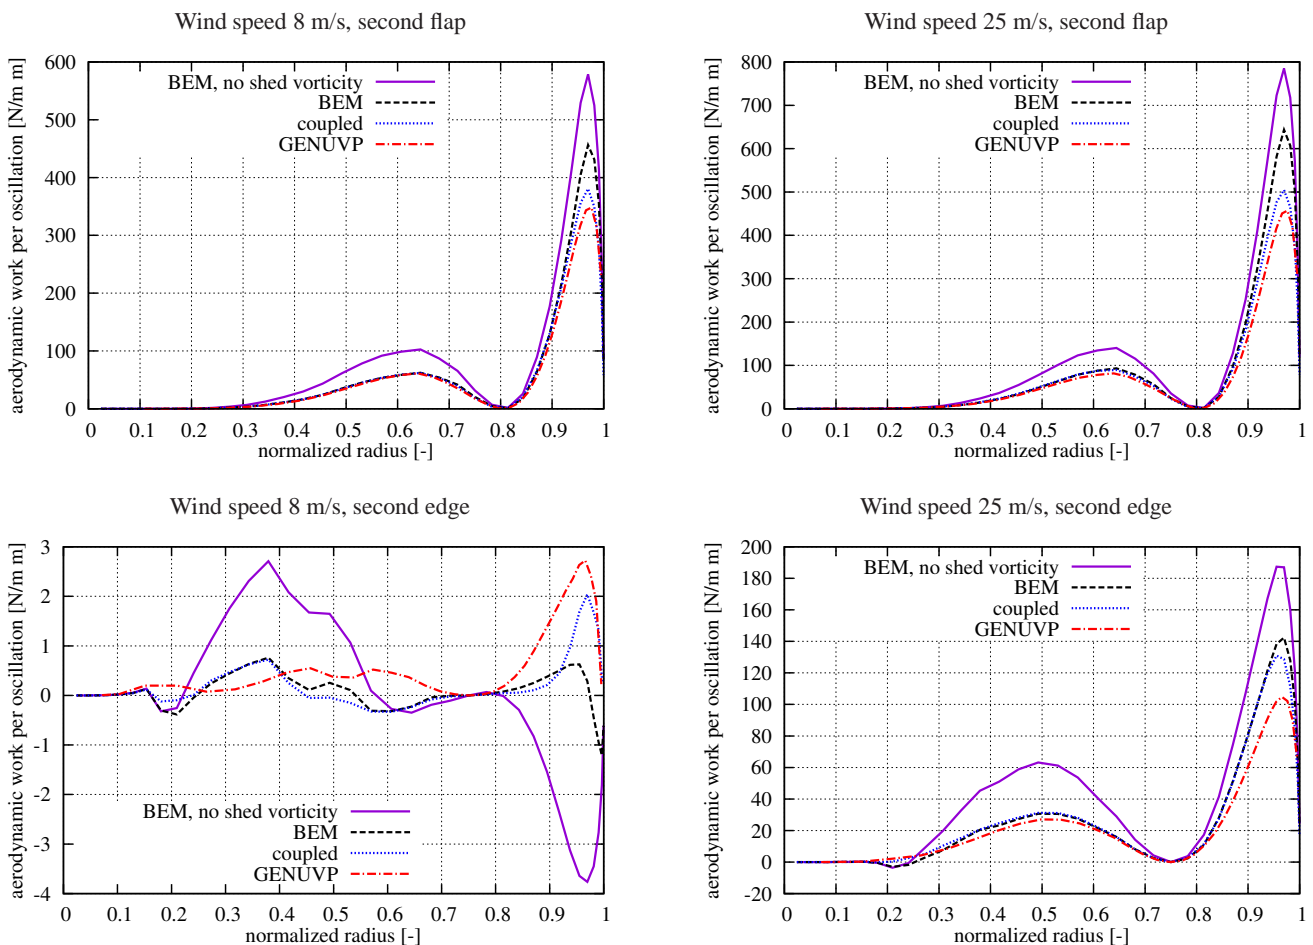 Wind speed 8 m/s, second flap
aerodynamic work per oscillation [N/m m]
600
500
400
300
200
100
0
BEM, no shed vorticity
BEM
coupled
GENUVP
0 0.1 0.2 0.3 0.4 0.5 0.6 0.7 0.8 0.9 1
normalized radius [-]
Wind speed 25 m/s, second flap
aerodynamic work per oscillation [N/m m]
800
700
600
500
400
300
200
100
0
BEM, no shed vorticity
BEM
coupled
GENUVP
0 0.1 0.2 0.3 0.4 0.5 0.6 0.7 0.8 0.9 1
normalized radius [-]
Wind speed 8 m/s, second edge
aerodynamic work per oscillation [N/m m]
3
2
1
0
-1
-2
-3
-4
BEM, no shed vorticity
BEM
coupled
GENUVP
0 0.1 0.2 0.3 0.4 0.5 0.6 0.7 0.8 0.9 1
normalized radius [-]
Wind speed 25 m/s, second edge
aerodynamic work per oscillation [N/m m]
200
180
160
140
120
100
80
60
40
20
0
-20
BEM, no shed vorticity
BEM
coupled
GENUVP
0 0.1 0.2 0.3 0.4 0.5 0.6 0.7 0.8 0.9 1
normalized radius [-]